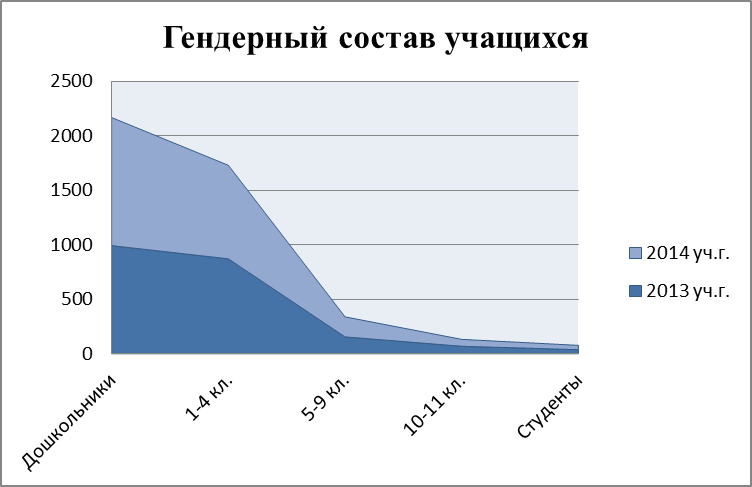 Гендерный состав учащихся
2500
2000
1500
1000
500
0
Дошкольники
1-4 кл.
5-9 кл.
10-11 кл.
Студенты
2014 уч.г.
2013 уч.г.